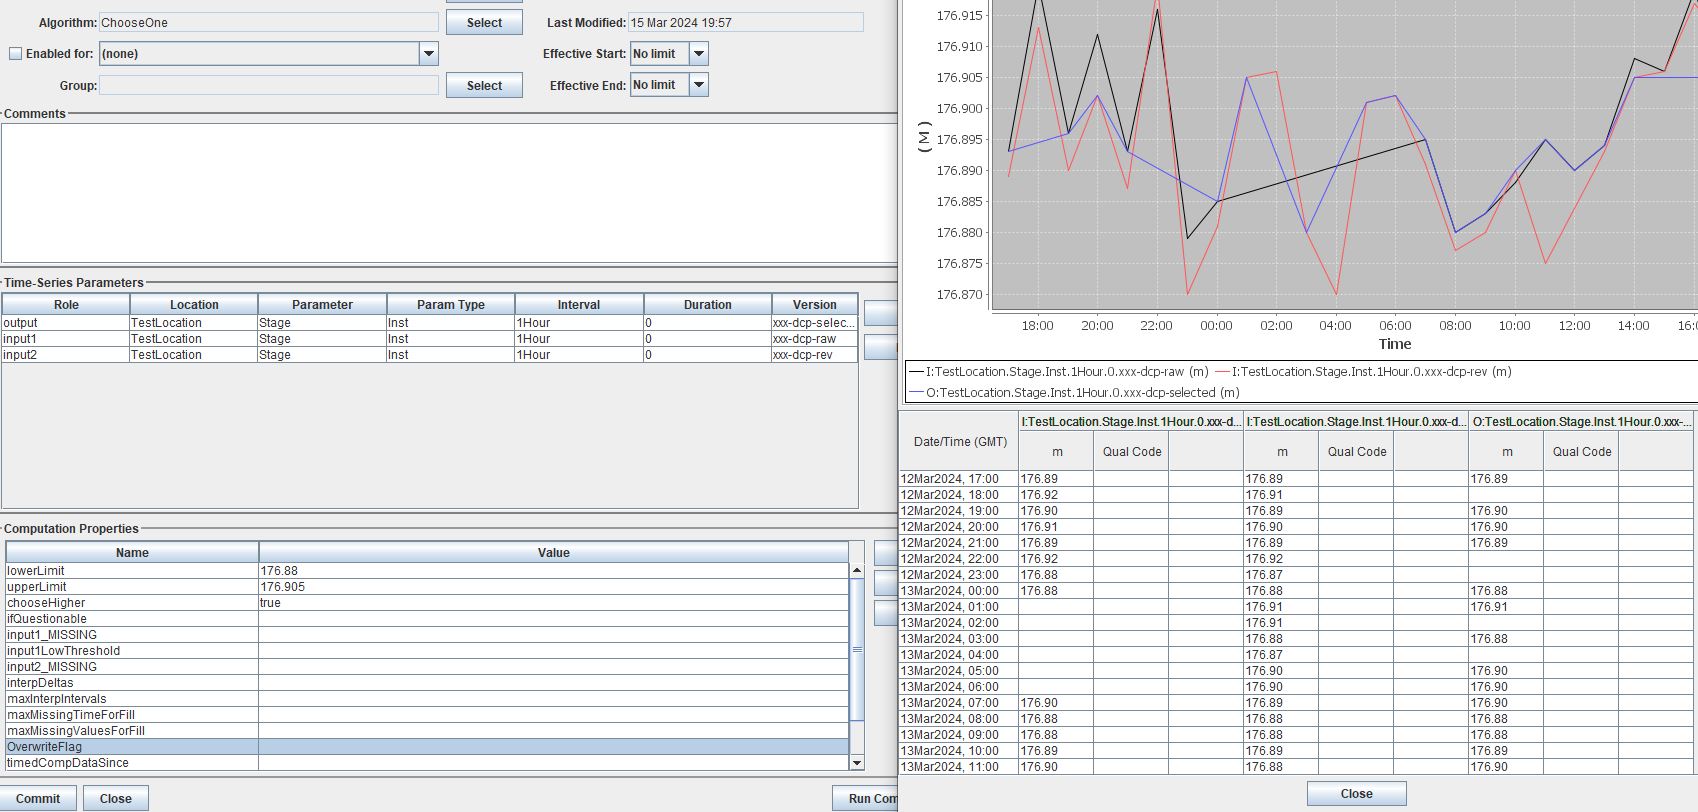 Algorithm: ChooseOne Select Last Modified: 15 Mar 2024 19:57
Enabled for: (none) Effective Start: No limit
Group: Select Effective End: No limit
Comments
Time-Series Parameters
Role Location Parameter Param Type Interval Duration Version
output TestLocation Stage Inst 1Hour 0 xxx-dcp-selec...
input1 TestLocation Stage Inst 1Hour 0 xxx-dcp-raw
input2 TestLocation Stage Inst 1Hour 0 xxx-dcp-rev
Computation Properties
Name Value
lowerLimit 176.88
upperLimit 176.905
chooseHigher true
ifQuestionable
input1_MISSING
input1LowThreshold
input2_MISSING
interpDeltas
maxInterpIntervals
maxMissingTimeForFill
maxMissingValuesForFill
OverwriteFlag
timedCompDataSince
Commit Close Run Com
176.915
176.910
176.905
176.900
176.895
176.890
176.885
176.880
176.875
176.870
( M )
18:00 20:00 22:00 00:00 02:00 04:00 06:00 08:00 10:00 12:00 14:00 16:0
Time
I:TestLocation.Stage.Inst.1Hour.0.xxx-dcp-raw (m) I:TestLocation.Stage.Inst.1Hour.0.xxx-dcp-rev (m)
O:TestLocation.Stage.Inst.1Hour.0.xxx-dcp-selected (m)
Date/Time (GMT) I:TestLocation.Stage.Inst.1Hour.0.xxx-d... I:TestLocation.Stage.Inst.1Hour.0.xxx-d... O:TestLocation.Stage.Inst.1Hour.0.xxx-...
m Qual Code m Qual Code m Qual Code
12Mar2024, 17:00 176.89 176.89 176.89
12Mar2024, 18:00 176.92 176.91
12Mar2024, 19:00 176.90 176.89 176.90
12Mar2024, 20:00 176.91 176.90 176.90
12Mar2024, 21:00 176.89 176.89 176.89
12Mar2024, 22:00 176.92 176.92
12Mar2024, 23:00 176.88 176.87
13Mar2024, 00:00 176.88 176.88 176.88
13Mar2024, 01:00 176.91 176.91
13Mar2024, 02:00 176.91
13Mar2024, 03:00 176.88 176.88
13Mar2024, 04:00 176.87
13Mar2024, 05:00 176.90 176.90
13Mar2024, 06:00 176.90 176.90
13Mar2024, 07:00 176.90 176.89 176.90
13Mar2024, 08:00 176.88 176.88 176.88
13Mar2024, 09:00 176.88 176.88 176.88
13Mar2024, 10:00 176.89 176.89 176.89
13Mar2024, 11:00 176.90 176.88 176.90
Close